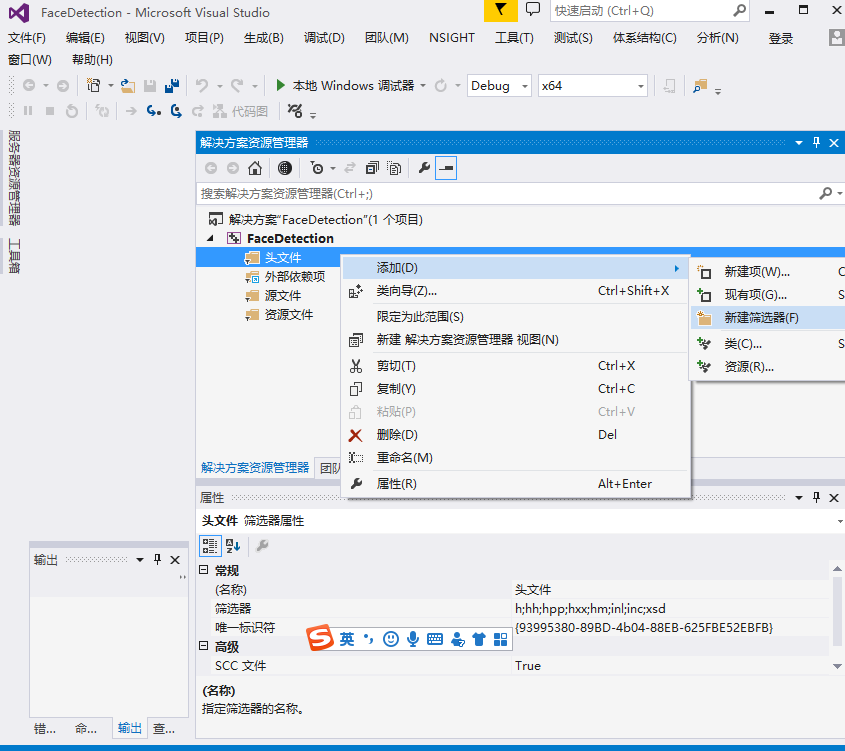 FaceDetection - Microsoft Visual Studio
快速启动 (Ctrl+Q)
文件(F) 编辑(E) 视图(V) 项目(P) 生成(B) 调试(D) 团队(M) NSIGHT 工具(T) 测试(S) 体系结构(C) 分析(N) 登录
窗口(W) 帮助(H)
本地 Windows 调试器 Debug x64
代码图
服务器资源管理器
工具箱
解决方案资源管理器
搜索解决方案资源管理器(Ctrl+;)
解决方案"FaceDetection"(1 个项目)
FaceDetection
头文件
外部依赖项
源文件
资源文件
添加(D)
类向导(Z)... Ctrl+Shift+X
限定为此范围(S)
新建 解决方案资源管理器 视图(N)
剪切(T) Ctrl+X
复制(Y) Ctrl+C
粘贴(P) Ctrl+V
删除(D) Del
重命名(M)
属性(R) Alt+Enter
新建项(W)... C
现有项(G)... S
新建筛选器(F)
类(C)... S
资源(R)...
解决方案资源管理器 团队
属性
头文件 筛选器属性
常规
(名称) 头文件
筛选器 h;hh;hpp;hxx;hm;inl;inc;xsd
唯一标识符 {93995380-89BD-4b04-88EB-625FBE52EBFB}
英
高级
SCC 文件 True
(名称)
指定筛选器的名称。
输出
错... 命... 输出 查...